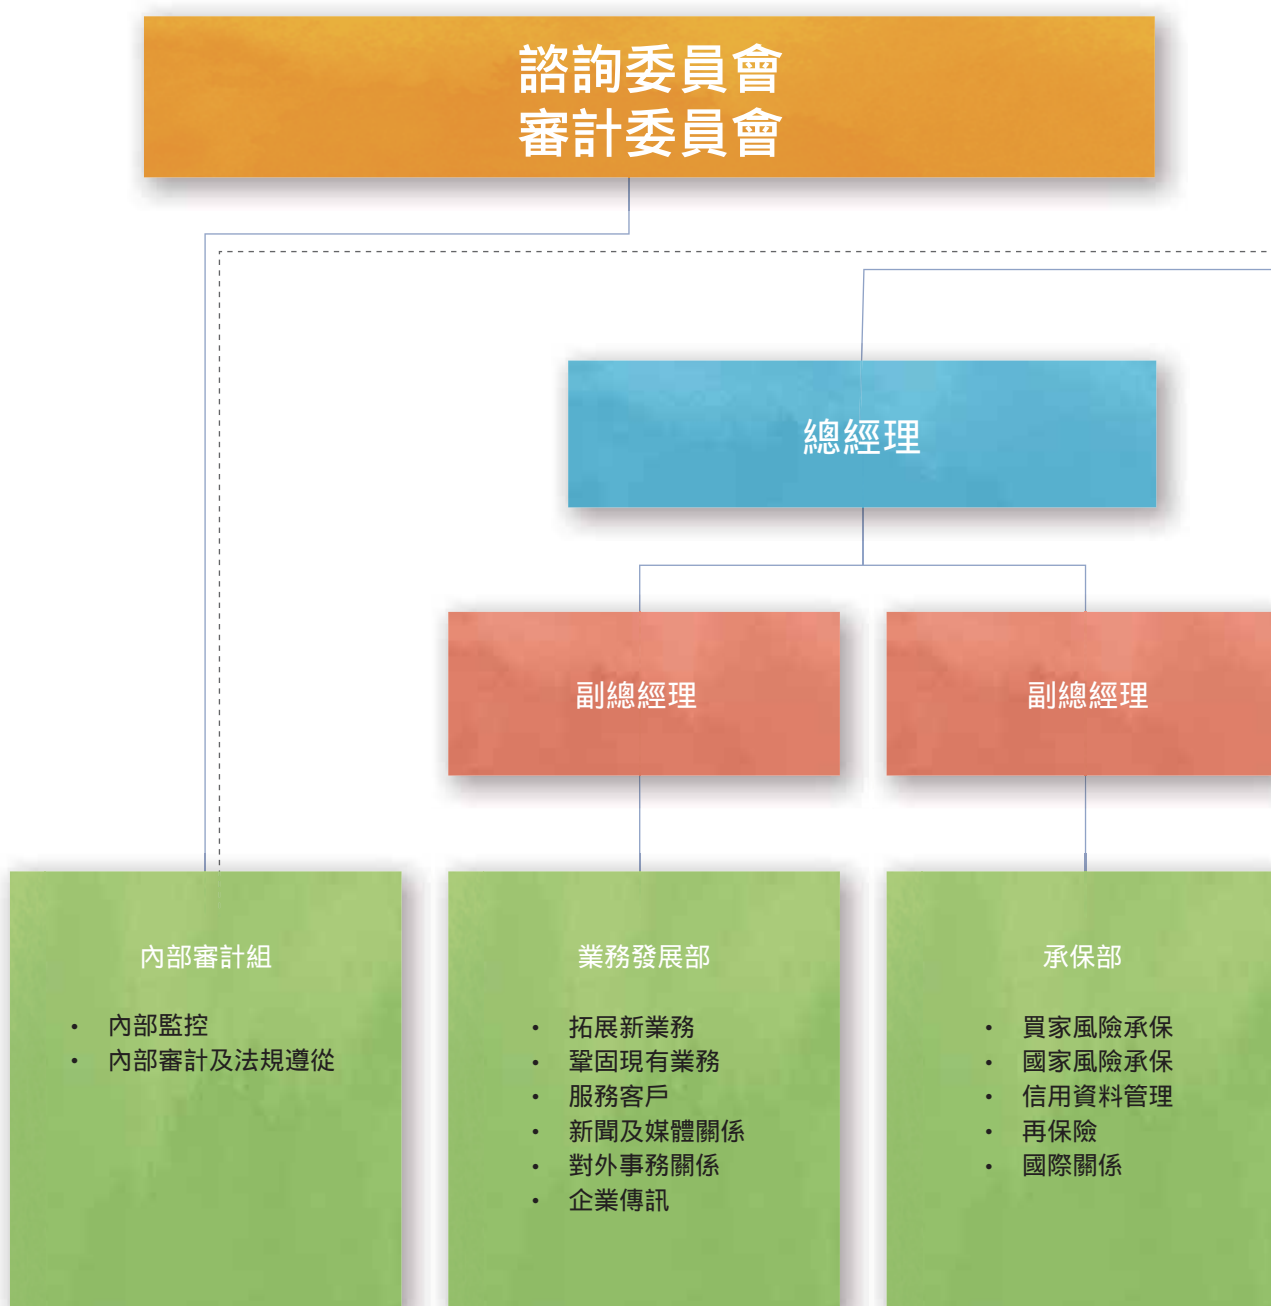 諮詢委員會
審計委員會
總經理
副總經理
副總經理
內部審計組
• 內部監控
• 內部審計及法規遵從
業務發展部
• 拓展新業務
• 鞏固現有業務
• 服務客戶
• 新聞及媒體關係
• 對外事務關係
• 企業傳訊
承保部
• 買家風險承保
• 國家風險承保
• 信用資料管理
• 再保險
• 國際關係